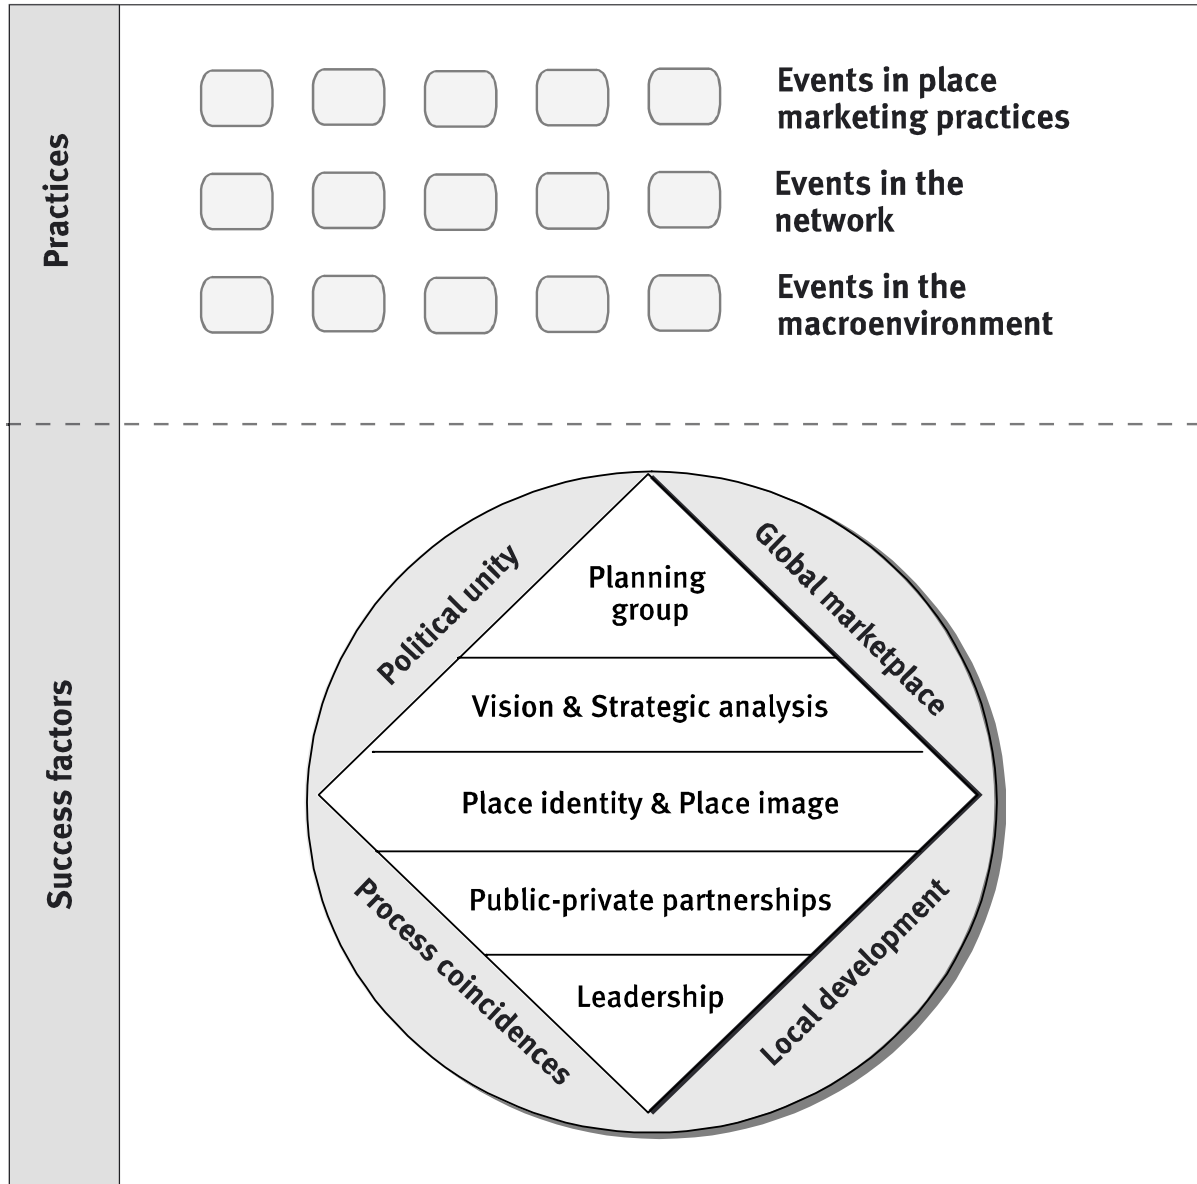 Practices
Events in place
marketing practices
Events in the
network
Events in the
macroenvironment
Success factors
Political unity
Global marketplace
Planning
group
Vision & Strategic analysis
Place identity & Place image
Public-private partnerships
Leadership
Process coincidences
Local development